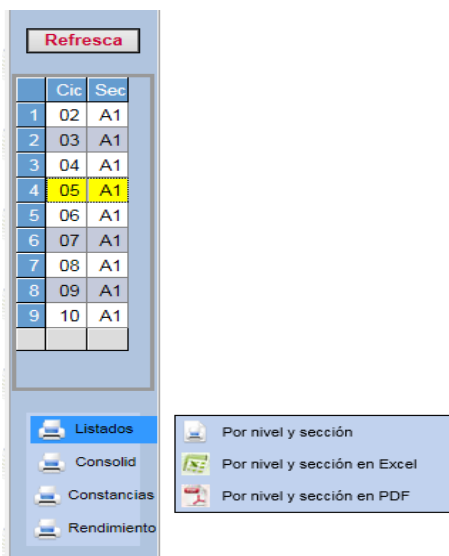 Refresca
Cic Sec
1 02 A1
2 03 A1
3 04 A1
4 05 A1
5 06 A1
6 07 A1
7 08 A1
8 09 A1
9 10 A1
Listados
Consolid
Constancias
Rendimiento
Por nivel y sección
Por nivel y sección en Excel
Por nivel y sección en PDF